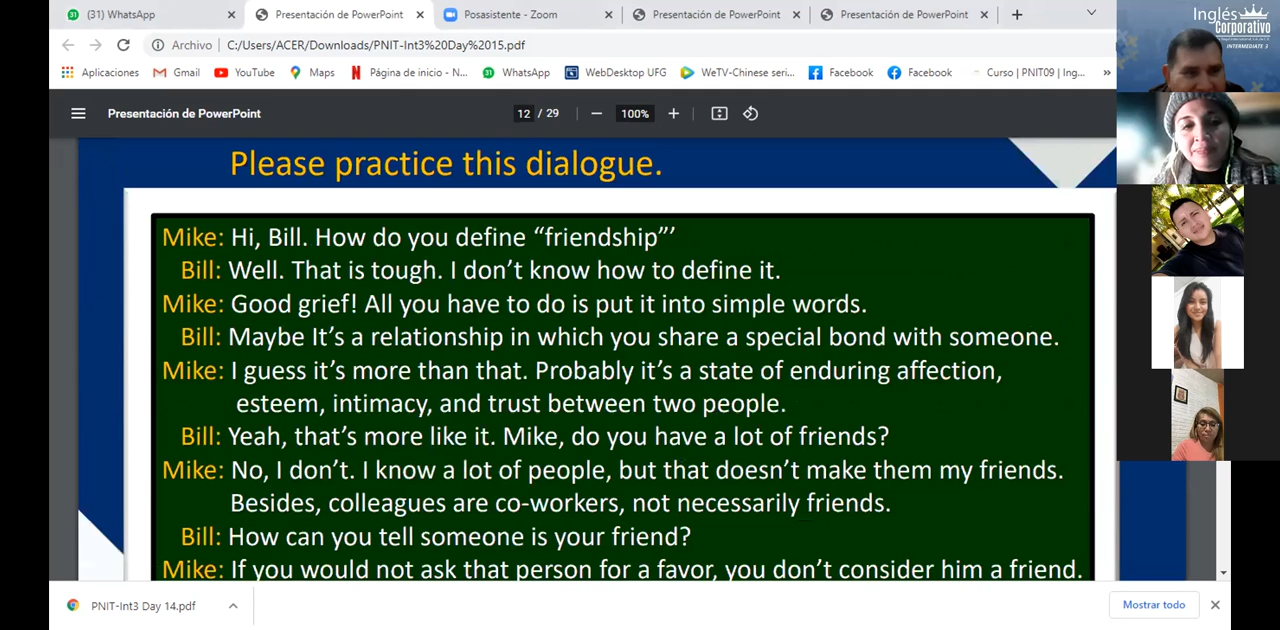 (31) WhatsApp
Presentación de PowerPoint
Posasistente - Zoom
Presentación de PowerPoint
Presentación de PowerPoint
Archivo C:/Users/ACER/Downloads/PNIT-Int3%20Day%2015.pdf
Aplicaciones Gmail YouTube Maps Página de inicio - N... WhatsApp WebDesktop UFG WeTV-Chinese seri... Facebook Facebook Curso | PNIT09 | Ing... »
Inglés
Corporativo
INTERMEDIATE 3
Presentación de PowerPoint 12 / 29 100%
Please practice this dialogue.
Mike: Hi, Bill. How do you define “friendship”’
Bill: Well. That is tough. I don’t know how to define it.
Mike: Good grief! All you have to do is put it into simple words.
Bill: Maybe It’s a relationship in which you share a special bond with someone.
Mike: I guess it’s more than that. Probably it’s a state of enduring affection,
esteem, intimacy, and trust between two people.
Bill: Yeah, that’s more like it. Mike, do you have a lot of friends?
Mike: No, I don’t. I know a lot of people, but that doesn’t make them my friends.
Besides, colleagues are co-workers, not necessarily friends.
Bill: How can you tell someone is your friend?
Mike: If you would not ask that person for a favor, you don’t consider him a friend.
PNIT-Int3 Day 14.pdf
Mostrar todo